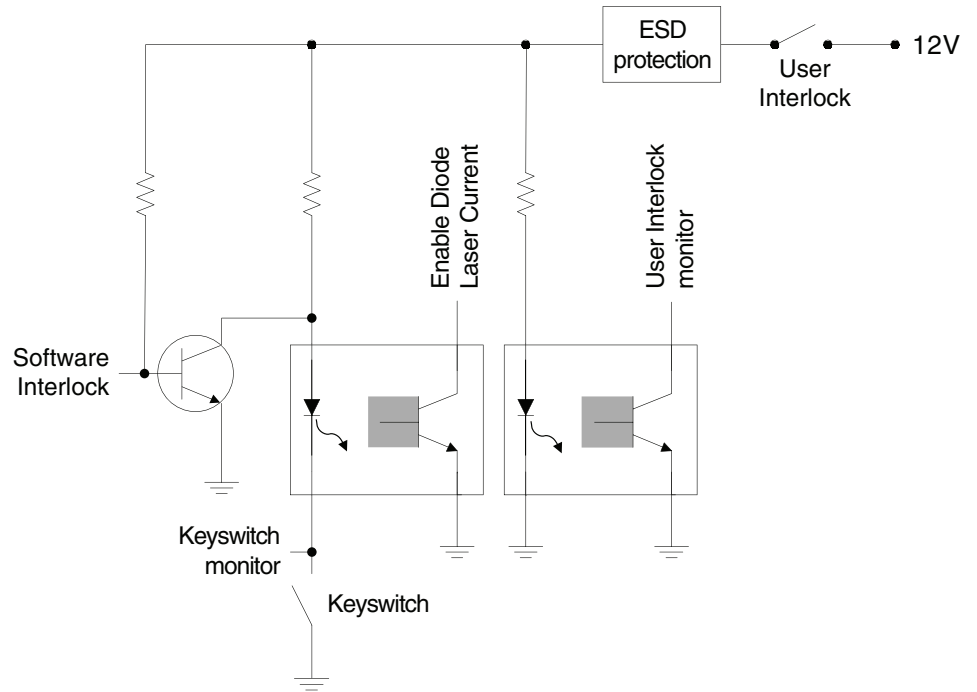 ESD
protection
12V
User
Interlock
Enable Diode
Laser Current
User Interlock
monitor
Software
Interlock
Keyswitch
monitor
Keyswitch